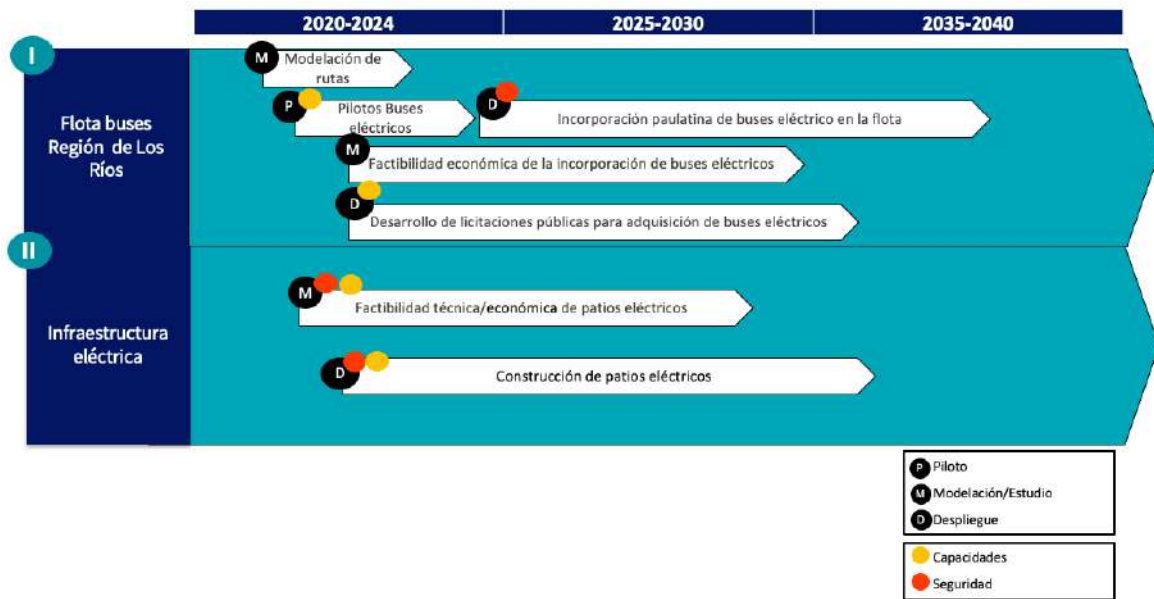 2020-2024
2025-2030
2035-2040
I
Flota buses
Región de Los
Ríos
M
Modelación de
rutas
P
Pilotos Buses
eléctricos
D
Incorporación paulatina de buses eléctrico en la flota
M
Factibilidad económica de la incorporación de buses eléctricos
D
Desarrollo de licitaciones públicas para adquisición de buses eléctricos
II
Infraestructura
eléctrica
M
Factibilidad técnica/económica de patios eléctricos
D
Construcción de patios eléctricos
P Piloto
M Modelación/Estudio
D Despliegue
Capacidades
Seguridad